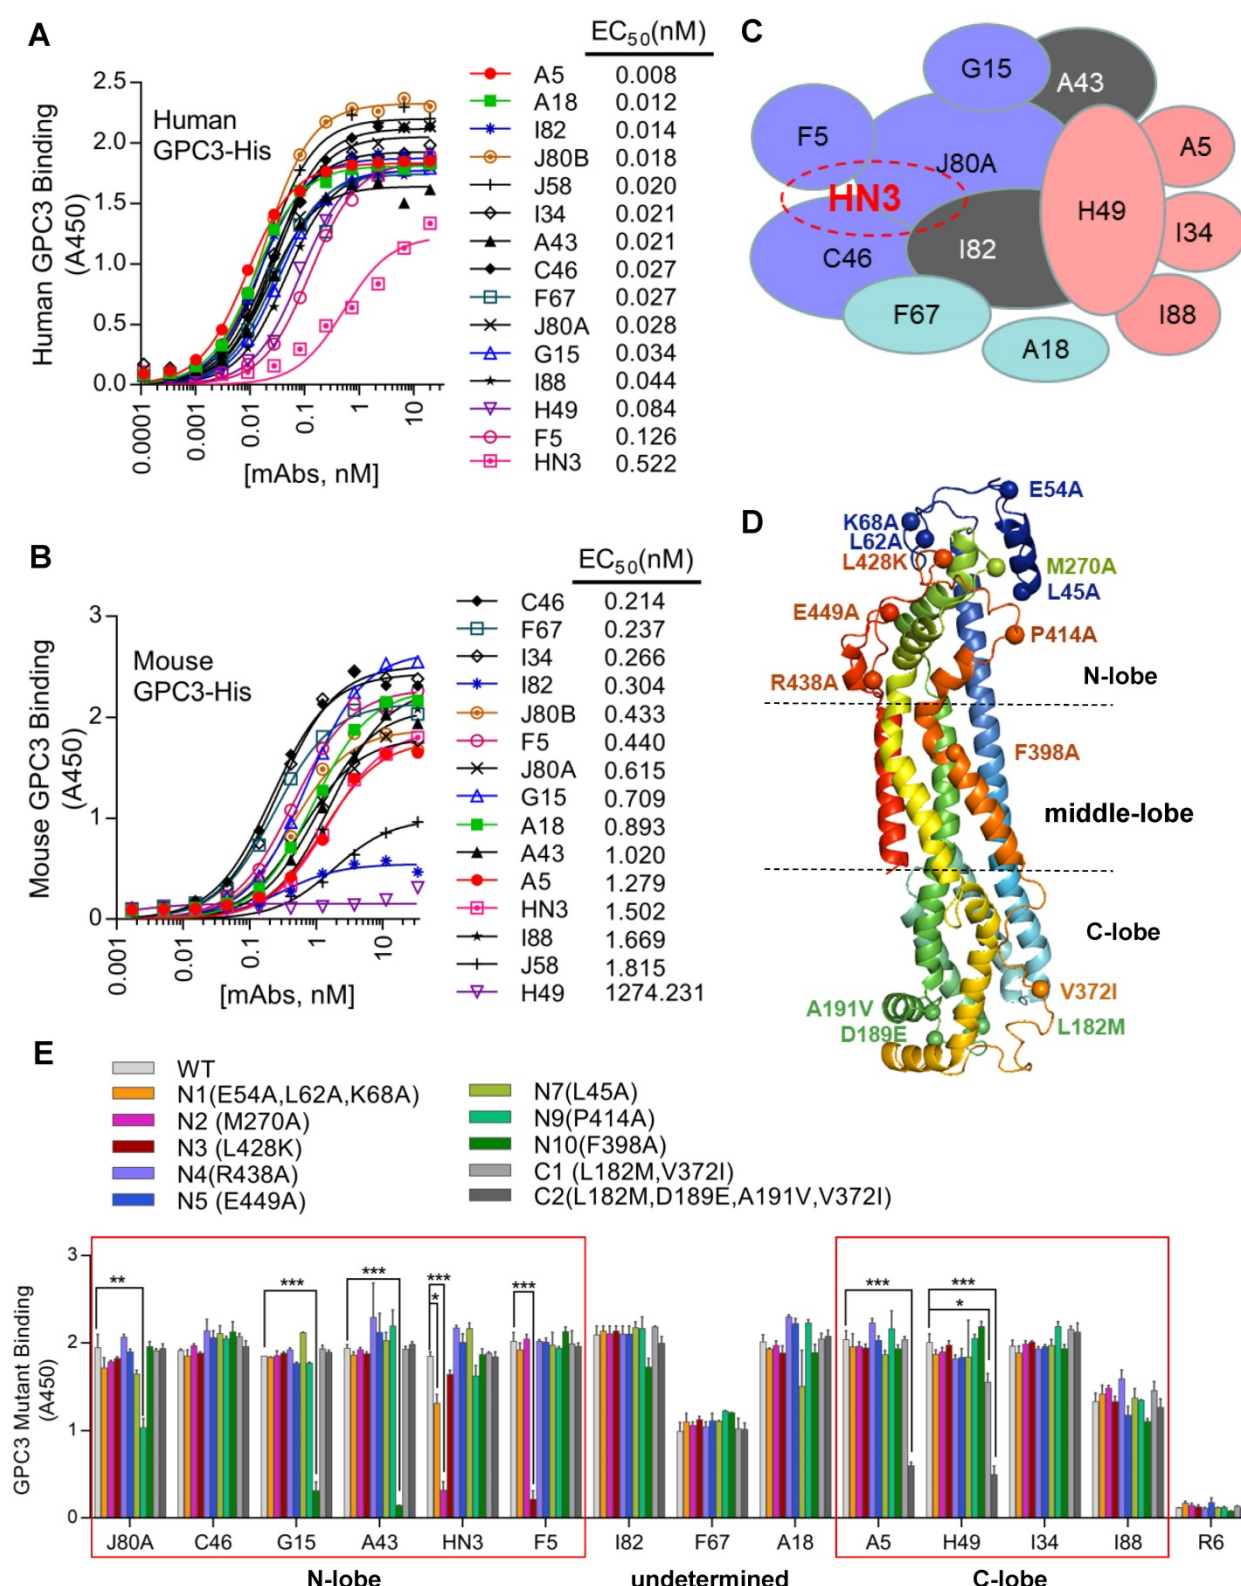 A
EC50(nM)
Human
GPC3-His
Human GPC3 Binding
(A450)
2.5
2.0
1.5
1.0
0.5
0.0
0.0001
0.001
0.01
0.1
1
10
[mAbs, nM]
A5 0.008
A18 0.012
I82 0.014
J80B 0.018
J58 0.020
I34 0.021
A43 0.021
C46 0.027
F67 0.027
J80A 0.028
G15 0.034
I88 0.044
H49 0.084
F5 0.126
HN3 0.522
B
EC50(nM)
Mouse
GPC3-His
Mouse GPC3 Binding
(A450)
3
2
1
0
0.001
0.01
0.1
1
10
[mAbs, nM]
C46 0.214
F67 0.237
I34 0.266
I82 0.304
J80B 0.433
F5 0.440
J80A 0.615
G15 0.709
A18 0.893
A43 1.020
A5 1.279
HN3 1.502
I88 1.669
J58 1.815
H49 1274.231
C
G15
A43
F5
J80A
A5
HN3
H49
I34
C46
I82
F67
I88
A18
D
E54A
K68A
L62A
L428K
M270A
L45A
E449A
P414A
R438A
N-lobe
F398A
middle-lobe
C-lobe
A191V
V372I
D189E
L182M
E
WT
N1(E54A,L62A,K68A)
N2 (M270A)
N3 (L428K)
N4(R438A)
N5 (E449A)
N7(L45A)
N9(P414A)
N10(F398A)
C1 (L182M,V372I)
C2(L182M,D189E,A191V,V372I)
GPC3 Mutant Binding
(A450)
3
2
1
0
**
***
***
***
*
***
***
***
*
J80A C46 G15 A43 HN3 F5 I82 F67 A18 A5 H49 I34 I88 R6
N-lobe undetermined C-lobe